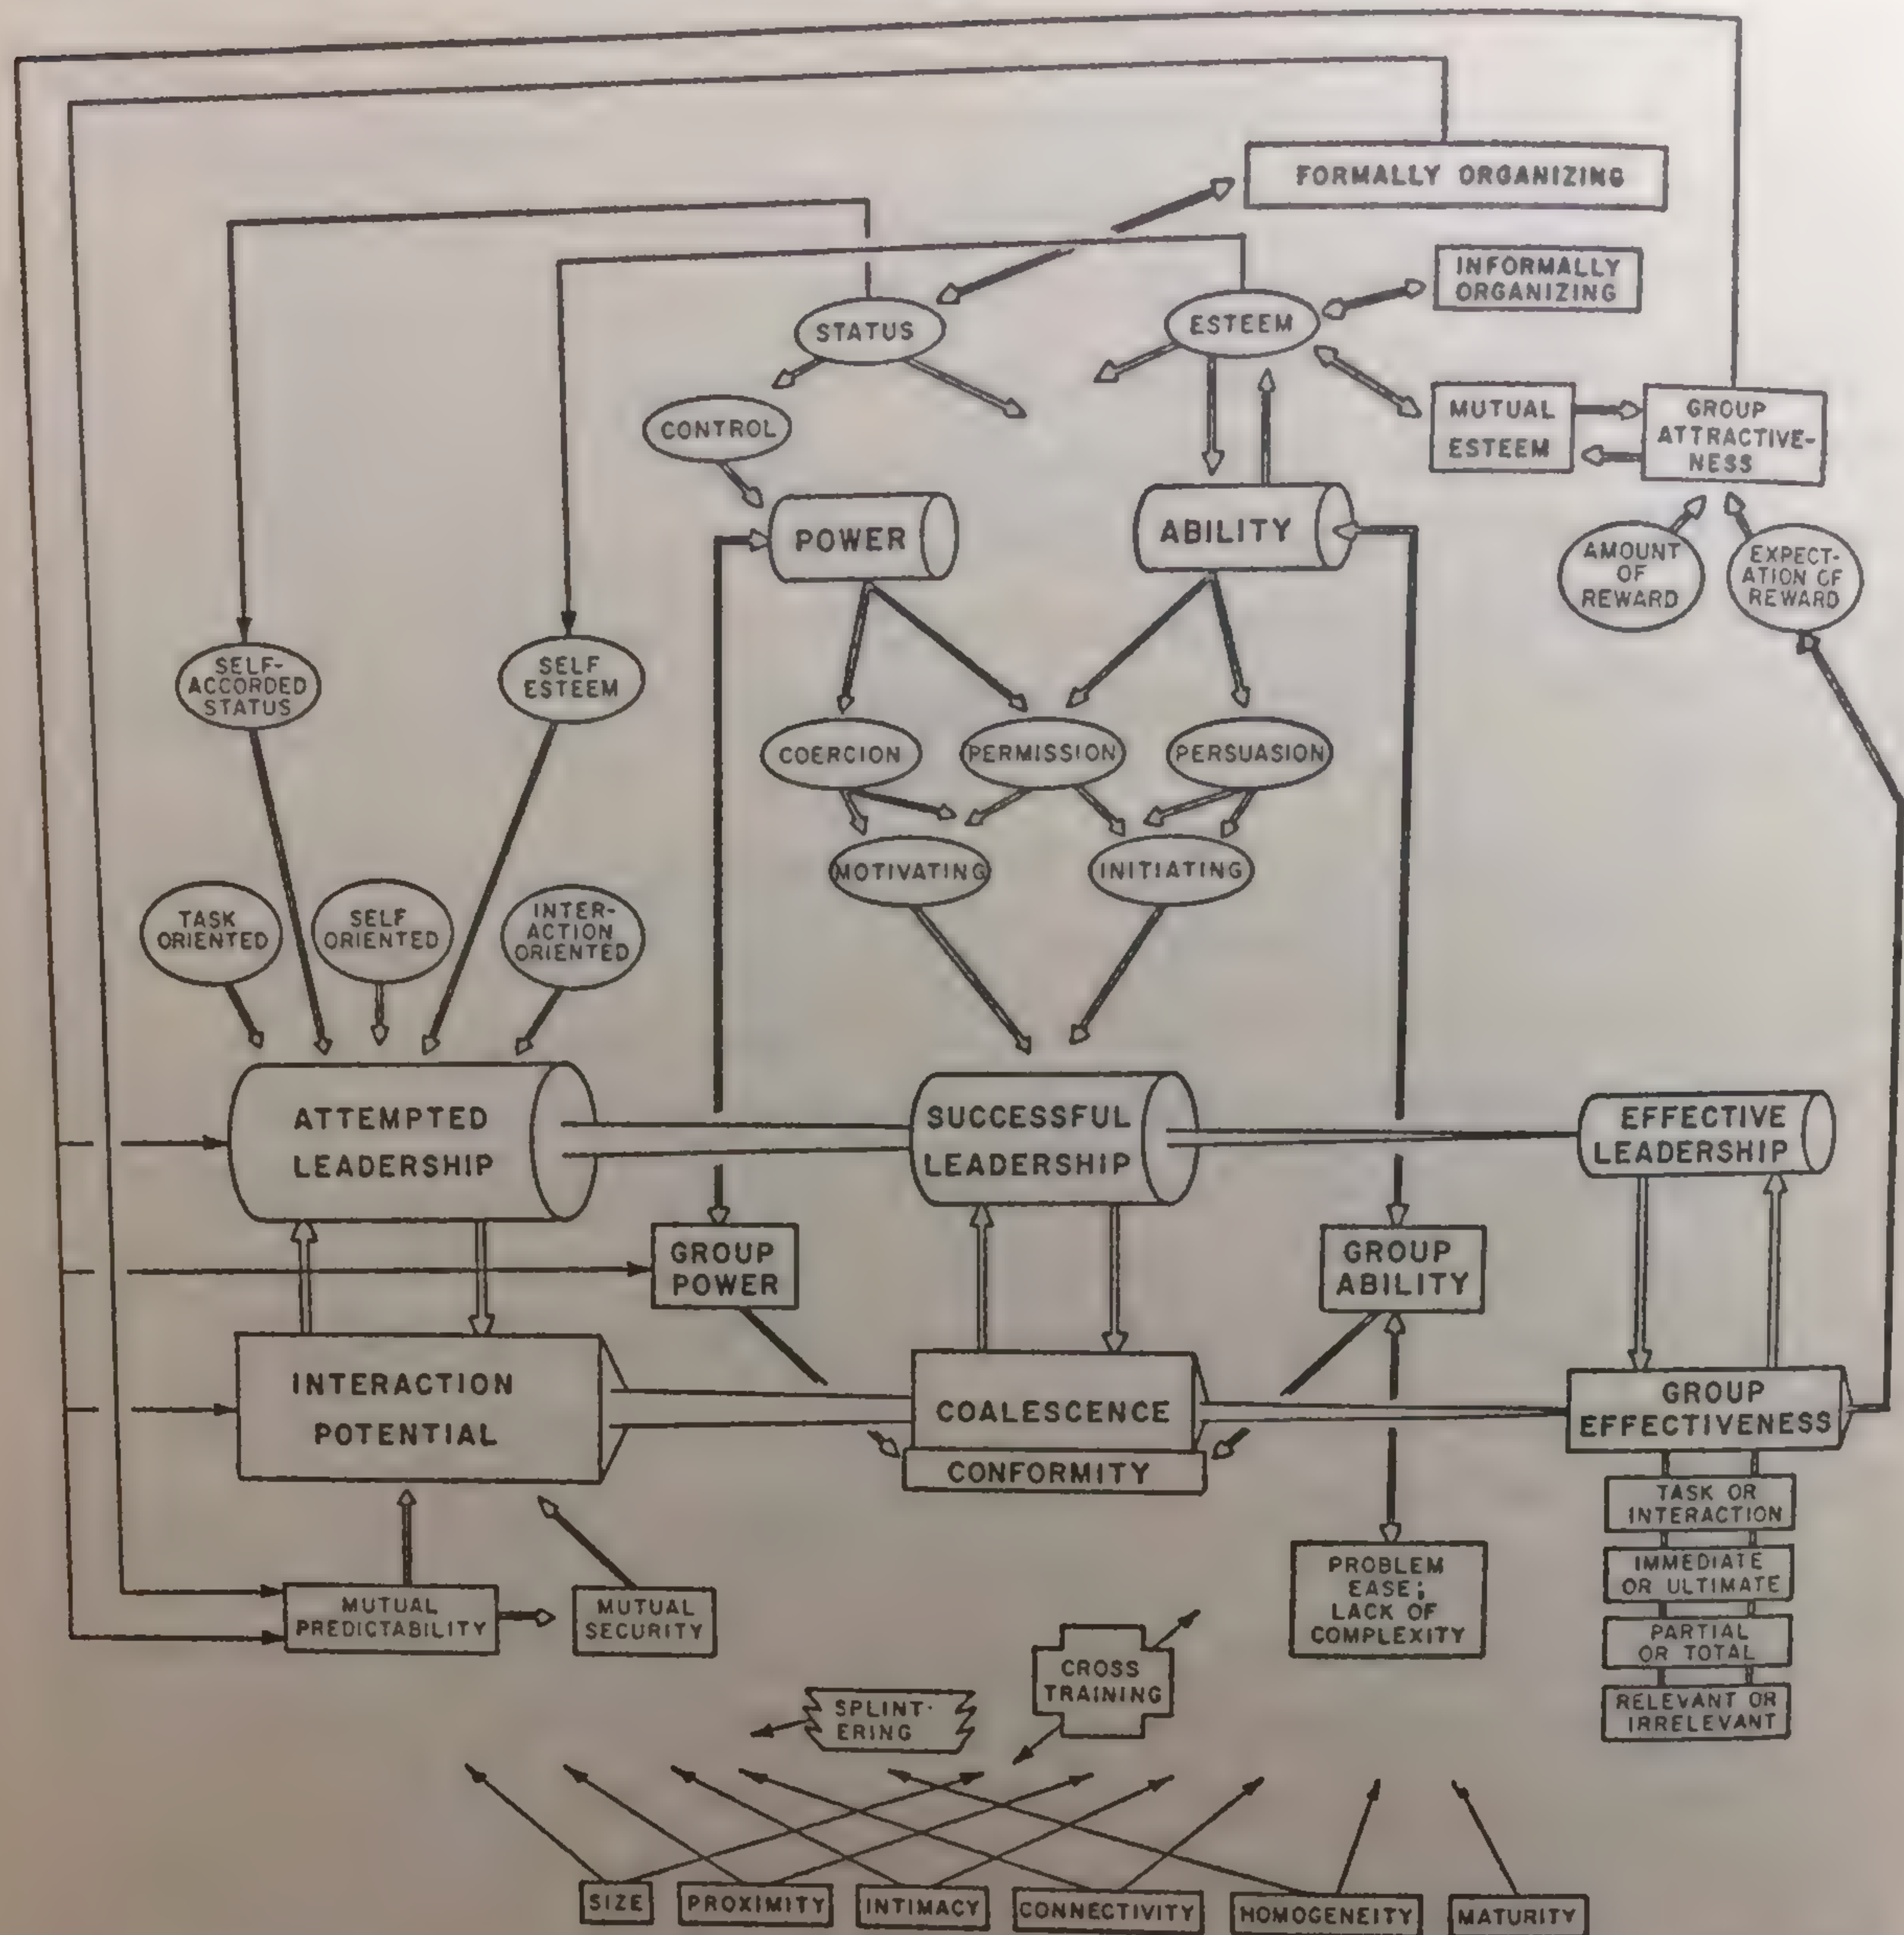 FORMALLY ORGANIZING
INFORMALLY
ORGANIZING
STATUS
ESTEEM
CONTROL
MUTUAL
ESTEEM
GROUP
ATTRACTIVE-
NESS
POWER
ABILITY
AMOUNT
OF
REWARD
EXPECT-
ATION OF
REWARD
SELF-
ACCORDED
STATUS
SELF
ESTEEM
COERCION
PERMISSION
PERSUASION
MOTIVATING
INITIATING
TASK
ORIENTED
SELF
ORIENTED
INTER-
ACTION
ORIENTED
ATTEMPTED
LEADERSHIP
SUCCESSFUL
LEADERSHIP
EFFECTIVE
LEADERSHIP
GROUP
POWER
GROUP
ABILITY
INTERACTION
POTENTIAL
COALESCENCE
CONFORMITY
GROUP
EFFECTIVENESS
TASK OR
INTERACTION
IMMEDIATE
OR ULTIMATE
PARTIAL
OR TOTAL
RELEVANT OR
IRRELEVANT
MUTUAL
PREDICTABILITY
MUTUAL
SECURITY
PROBLEM
EASE;
LACK OF
COMPLEXITY
CROSS
TRAINING
SPLINT-
ERING
SIZE
PROXIMITY
INTIMACY
CONNECTIVITY
HOMOGENEITY
MATURITY